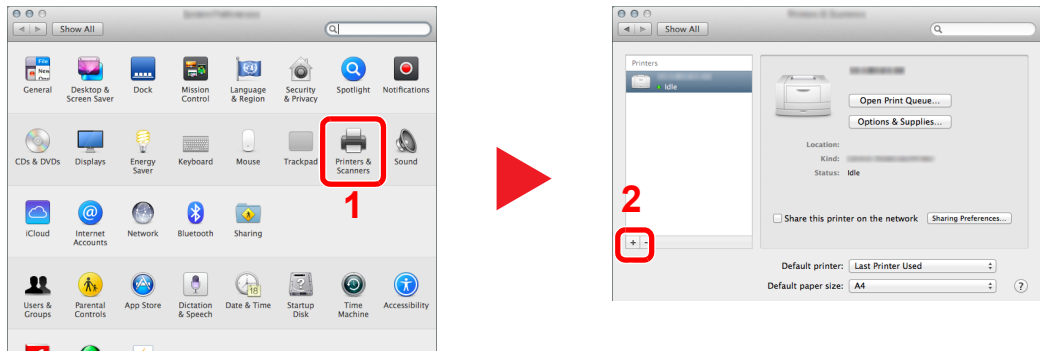 Show All
General
Desktop &
Screen Saver
Dock
Mission
Control
Language
& Region
Security
& Privacy
Spotlight
Notifications
CDs & DVDs
Displays
Energy
Saver
Keyboard
Mouse
Trackpad
Printers &
Scanners
Sound
1
iCloud
Internet
Accounts
Network
Bluetooth
Sharing
Users &
Groups
Parental
Controls
App Store
Dictation
& Speech
Date & Time
Startup
Disk
Time
Machine
Accessibility
Show All
Printers
Idle
Open Print Queue...
Options & Supplies...
Location:
Kind:
Status: Idle
2
Share this printer on the network Sharing Preferences...
+ -
Default printer: Last Printer Used
Default paper size: A4 ?